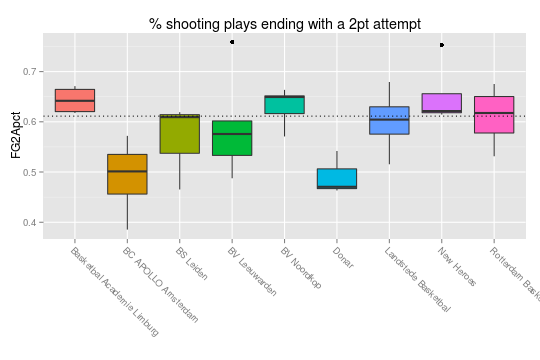 % shooting plays ending with a 2pt attempt
FG2Apct
0.7
0.6
0.5
0.4
Basketbal Academie Limburg
BC APOLLO Amsterdam
BS Leiden
BV Leeuwarden
BV Noordkop
Donar
Landstede Basketbal
New Heroes
Rotterdam Bask